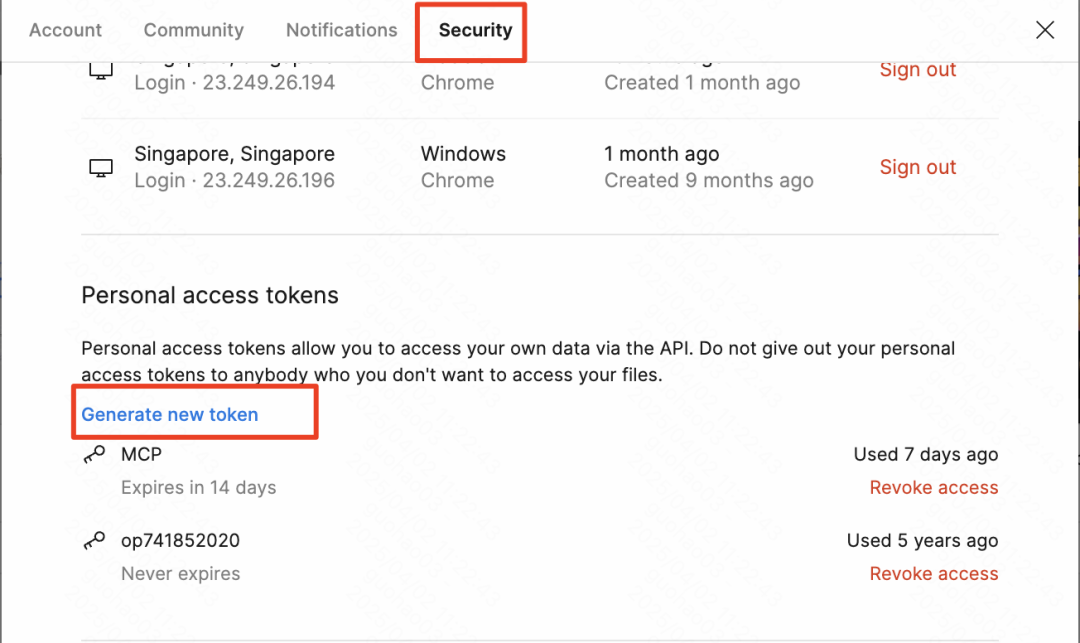 Account Community Notifications Security
Login · 23.249.26.194 Chrome Created 1 month ago Sign out
Singapore, Singapore Windows 1 month ago
Login · 23.249.26.196 Chrome Created 9 months ago Sign out
Personal access tokens
Personal access tokens allow you to access your own data via the API. Do not give out your personal
access tokens to anybody who you don't want to access your files.
Generate new token
MCP Used 7 days ago
Expires in 14 days Revoke access
op741852020 Used 5 years ago
Never expires Revoke access